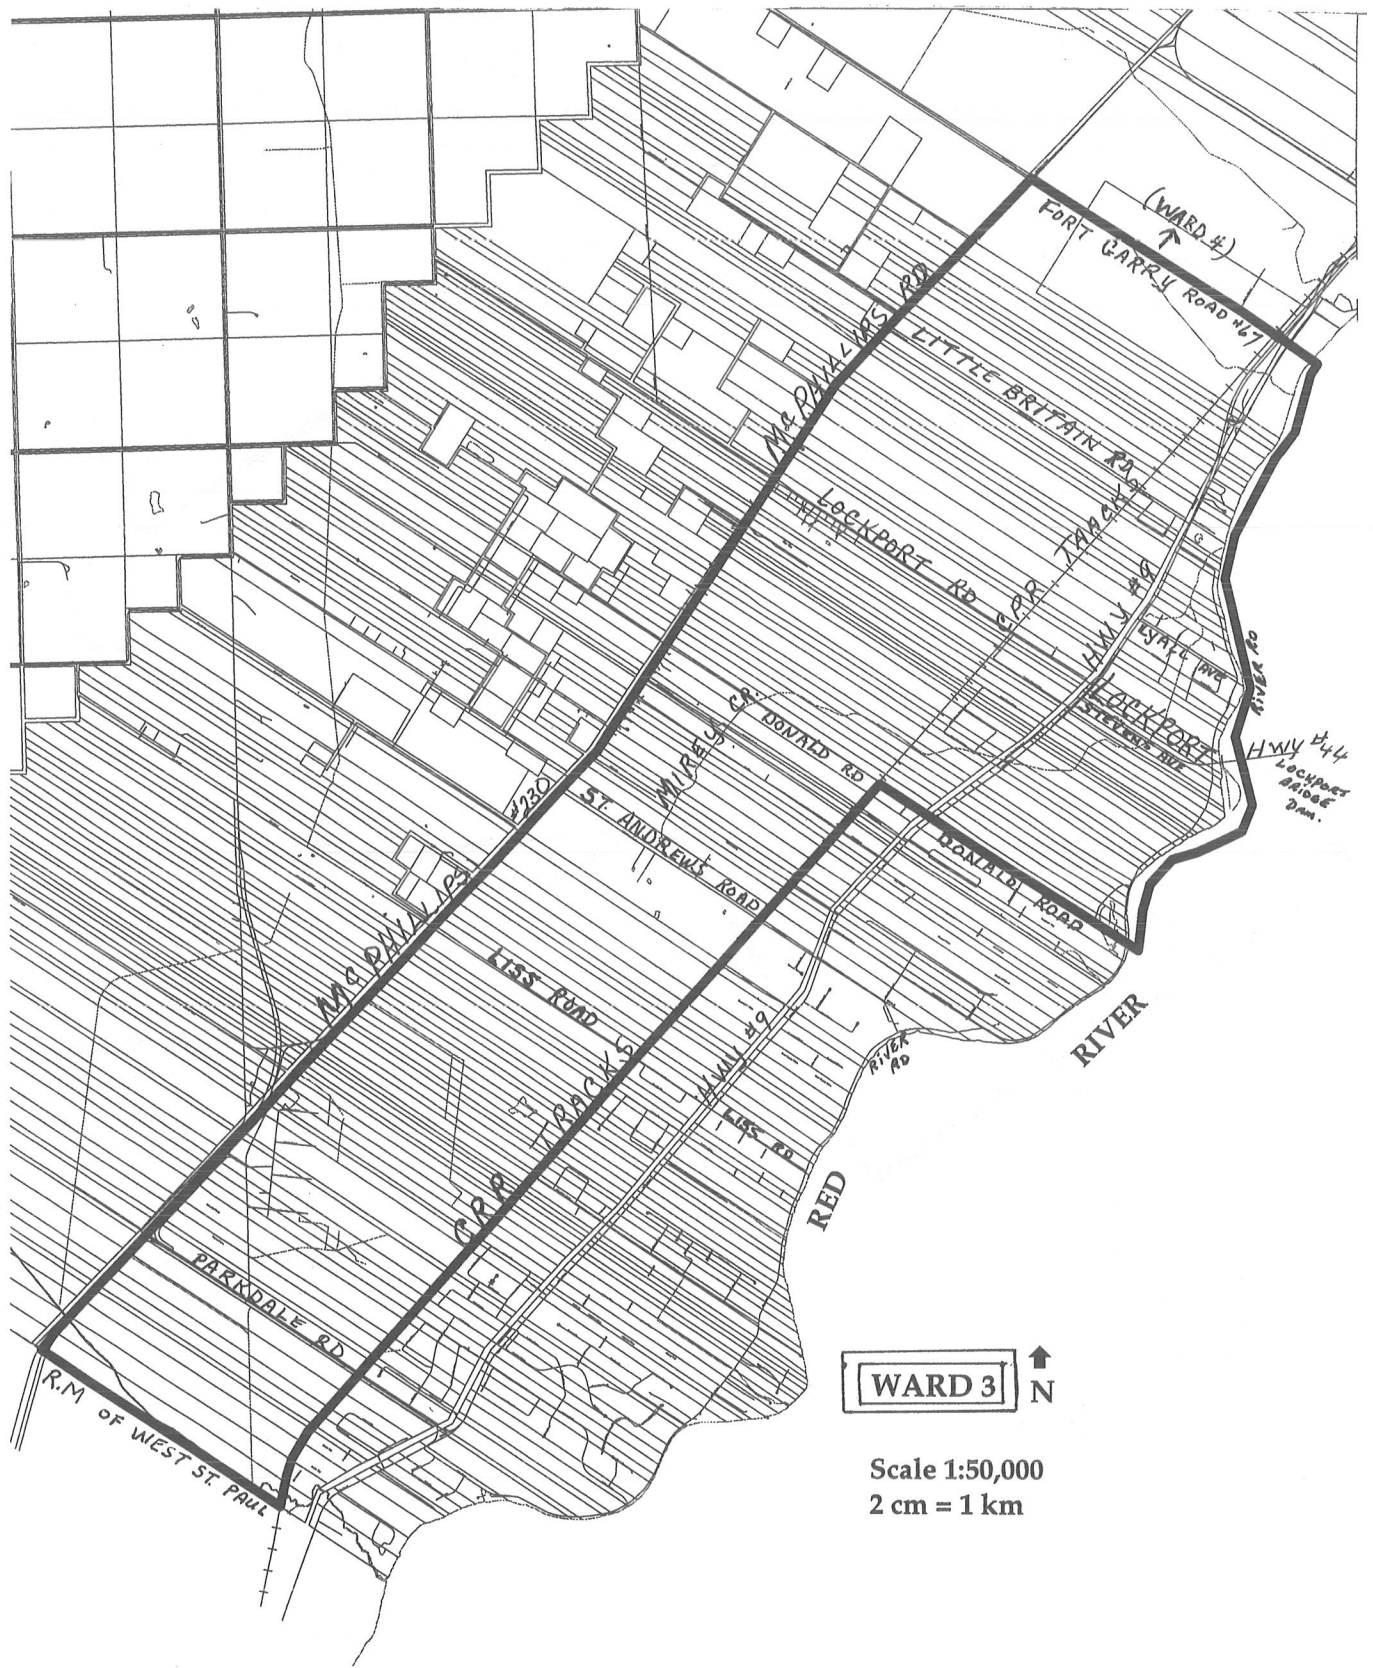 (WARD 4)
FORT GARRY ROAD #67
McPHILLIPS RD
LITTLE BRITAIN RD
LOCKPORT RD
C.P.R TRACKS
HWY #9
LYALL AVE
RIVER RD
LOCKPORT
STEVENS AVE
HWY #44
LOCKPORT
BRIDGE
DAM.
MIREY CR.
DONALD RD
#230
ST. ANDREWS ROAD
DONALD ROAD
McPHILLIPS
LISS ROAD
RIVER
HWY #9
RIVER
RD
C.P.R TRACKS
LISS RD
RED
PARKDALE RD
R.M OF WEST ST. PAUL
WARD 3
N
Scale 1:50,000
2 cm = 1 km